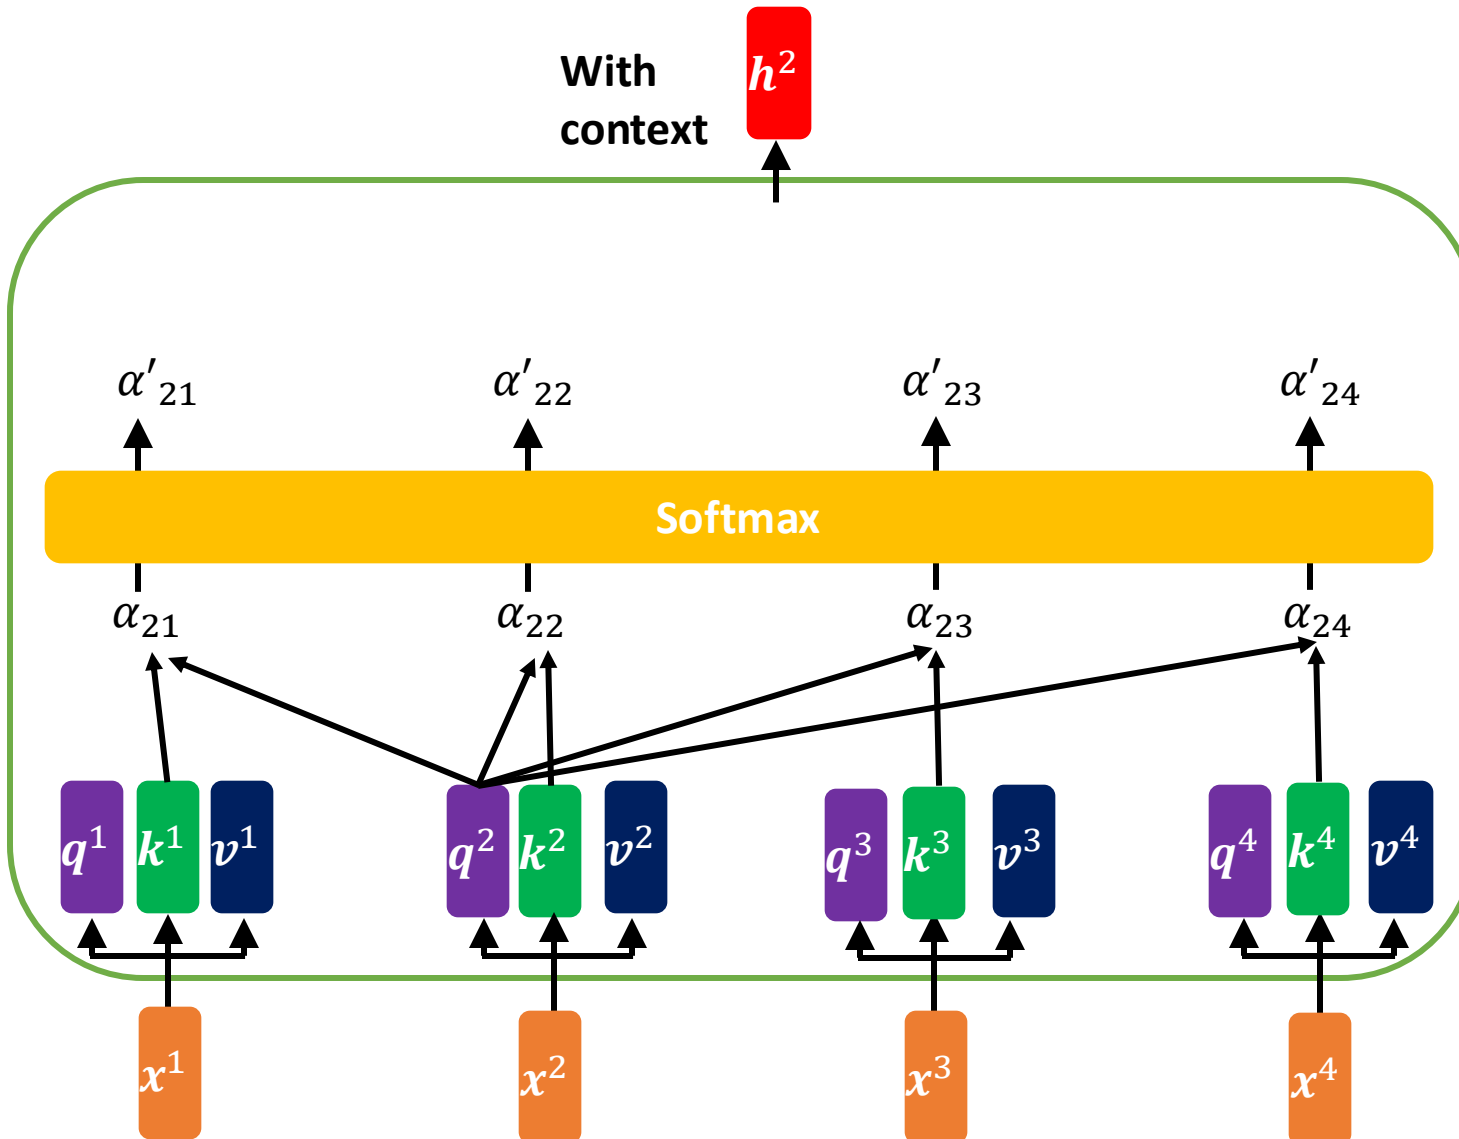 With
context
h²
α′₂₁ α′₂₂ α′₂₃ α′₂₄
Softmax
α₂₁ α₂₂ α₂₃ α₂₄
q¹ k¹ v¹ q² k² v² q³ k³ v³ q⁴ k⁴ v⁴
x¹ x² x³ x⁴